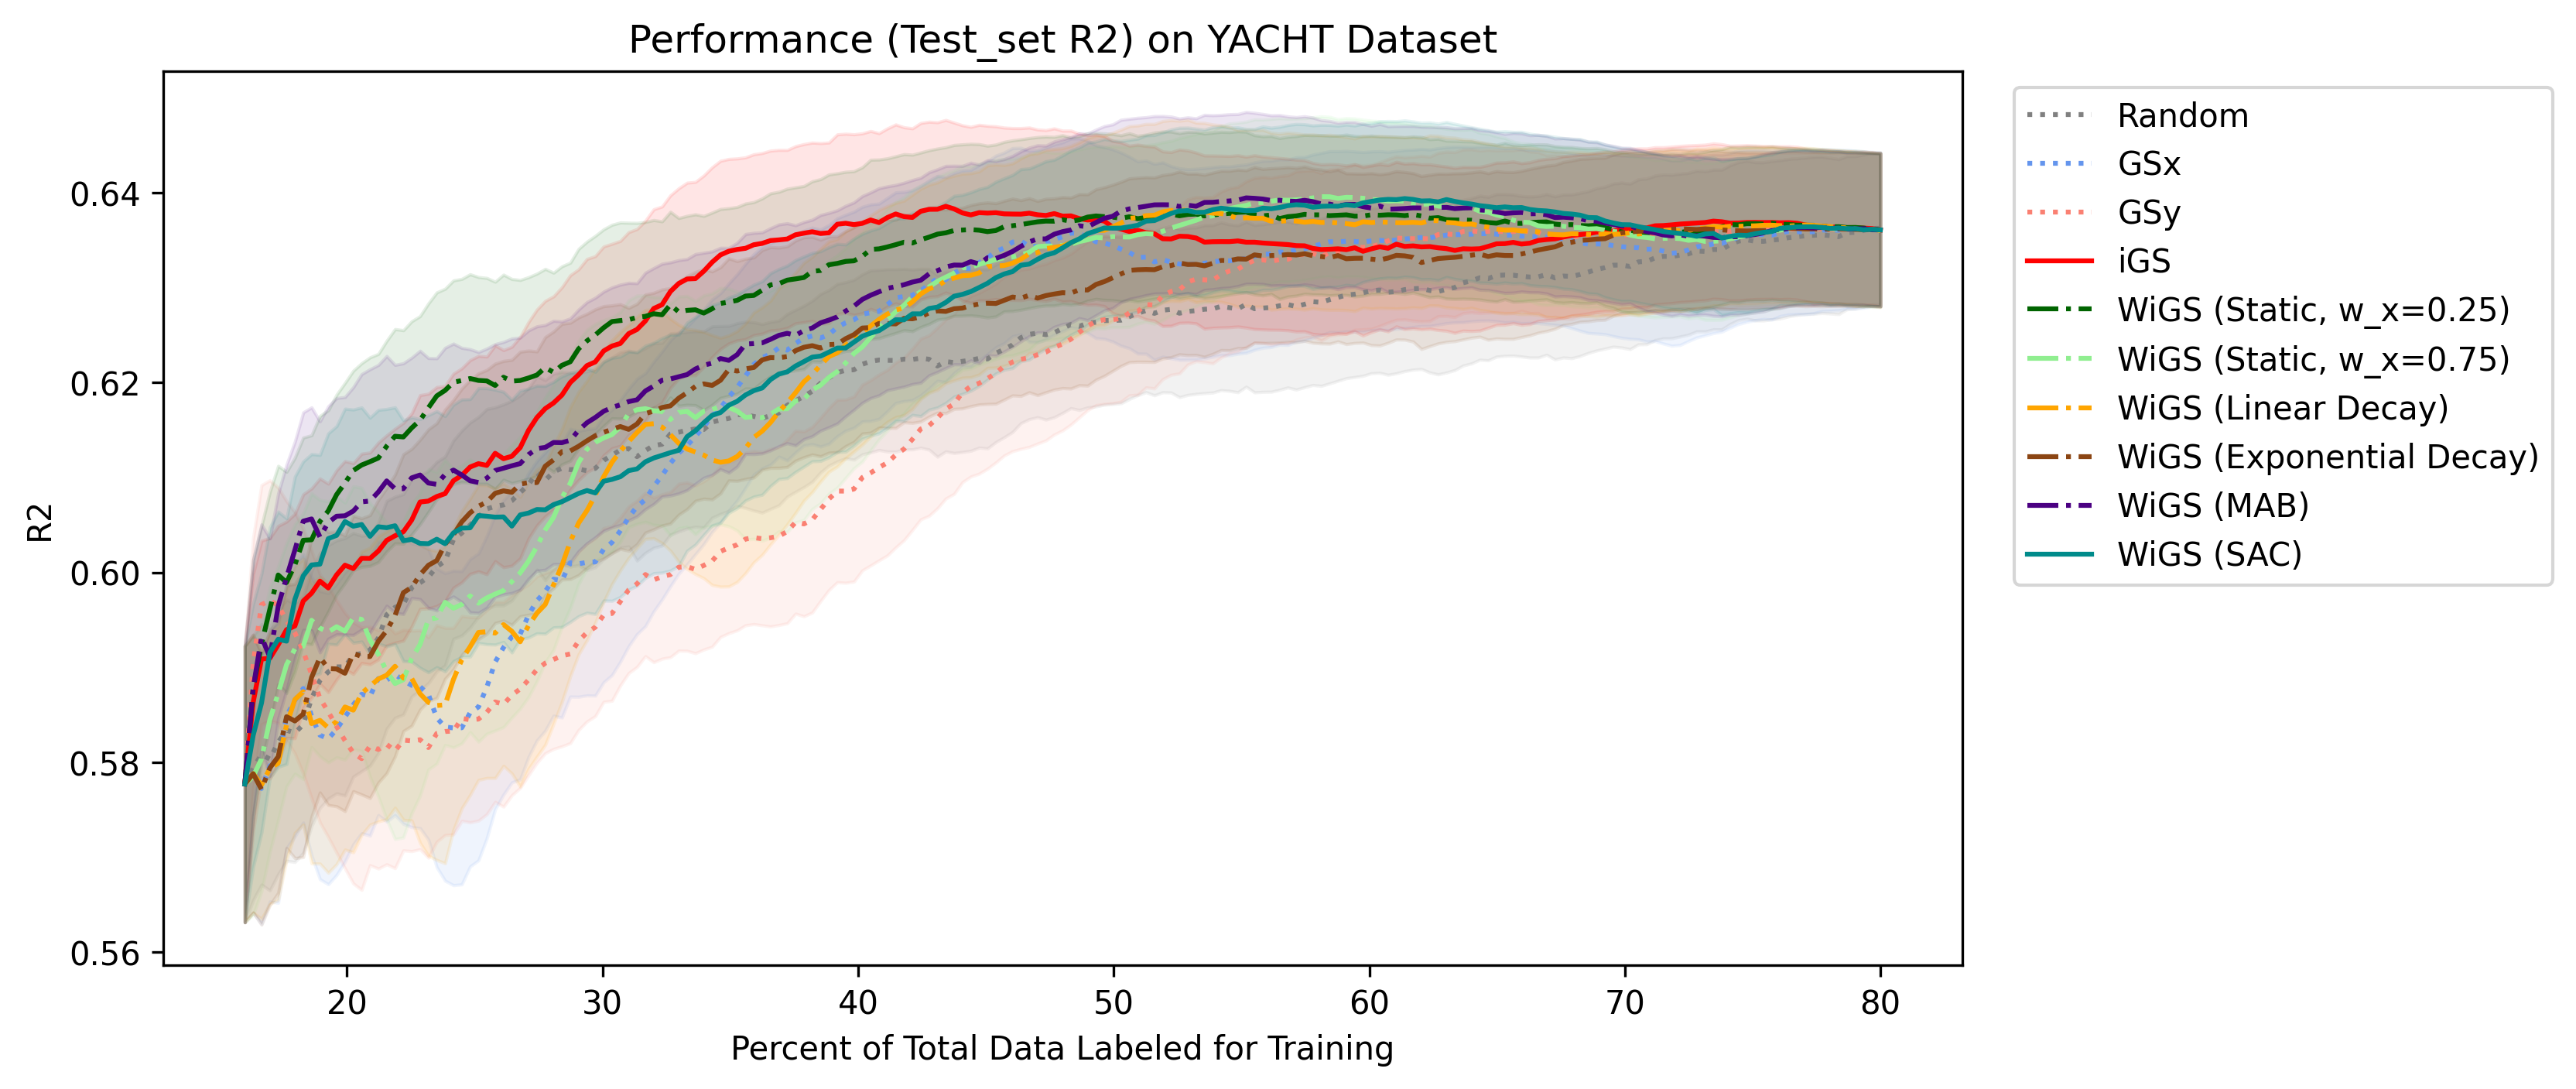 Performance (Test_set R2) on YACHT Dataset
R2
0.64
0.62
0.60
0.58
0.56
20 30 40 50 60 70 80
Percent of Total Data Labeled for Training
Random
GSx
GSy
iGS
WiGS (Static, w_x=0.25)
WiGS (Static, w_x=0.75)
WiGS (Linear Decay)
WiGS (Exponential Decay)
WiGS (MAB)
WiGS (SAC)